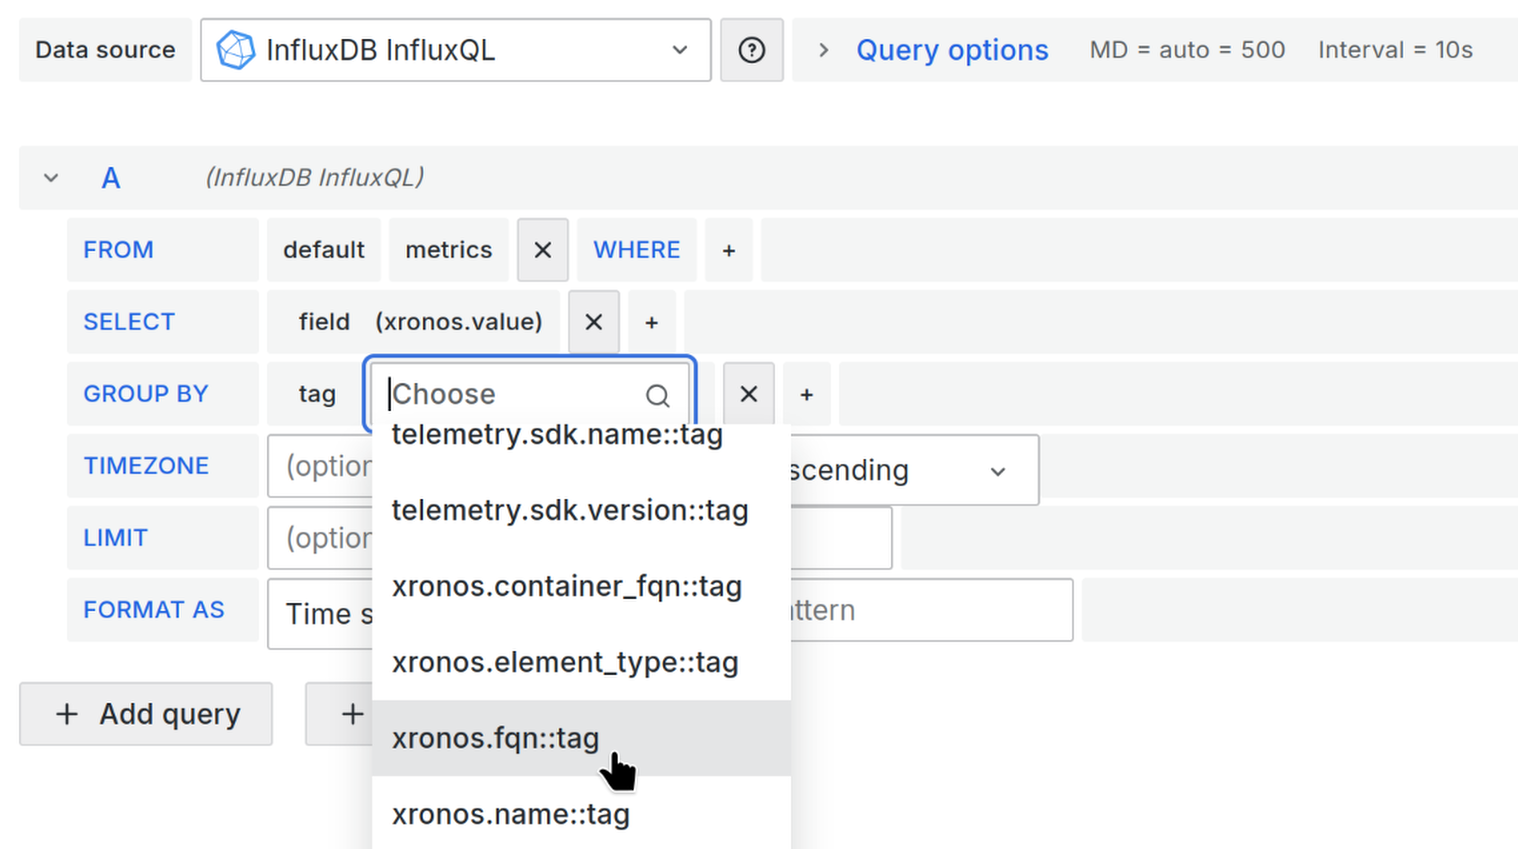 Data source InfluxDB InfluxQL Query options MD = auto = 500 Interval = 10s
A (InfluxDB InfluxQL)
FROM default metrics WHERE +
SELECT field (xronos.value) +
GROUP BY tag Choose +
telemetry.sdk.name::tag
TIMEZONE (option scending
telemetry.sdk.version::tag
LIMIT (option
xronos.container_fqn::tag
FORMAT AS Time s ttern
xronos.element_type::tag
+ Add query +
xronos.fqn::tag
xronos.name::tag